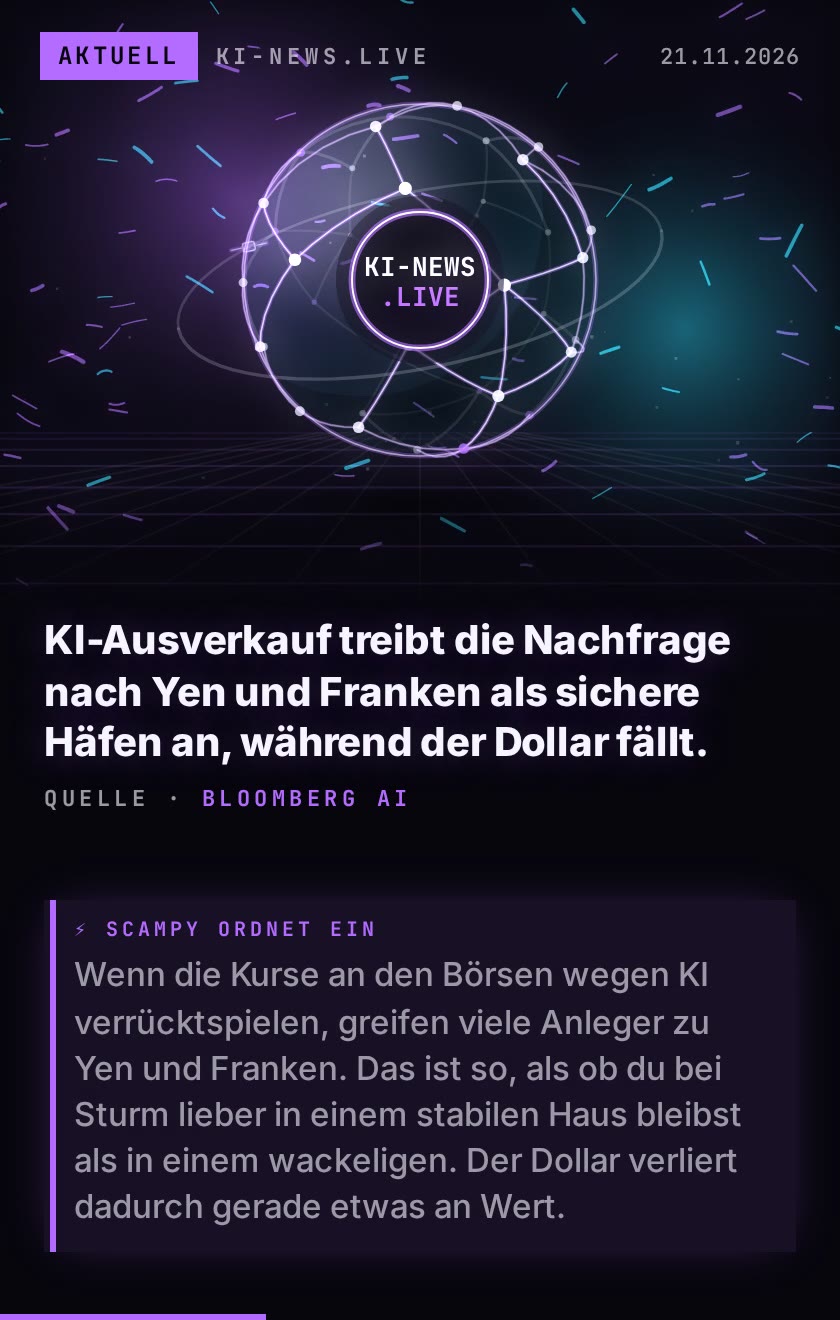 AKTUELL KI-NEWS.LIVE 21.11.2026
KI-NEWS
.LIVE
KI-Ausverkauf treibt die Nachfrage
nach Yen und Franken als sichere
Häfen an, während der Dollar fällt.
QUELLE · BLOOMBERG AI
⚡ SCAMPY ORDNET EIN
Wenn die Kurse an den Börsen wegen KI
verrücktspielen, greifen viele Anleger zu
Yen und Franken. Das ist so, als ob du bei
Sturm lieber in einem stabilen Haus bleibst
als in einem wackeligen. Der Dollar verliert
dadurch gerade etwas an Wert.